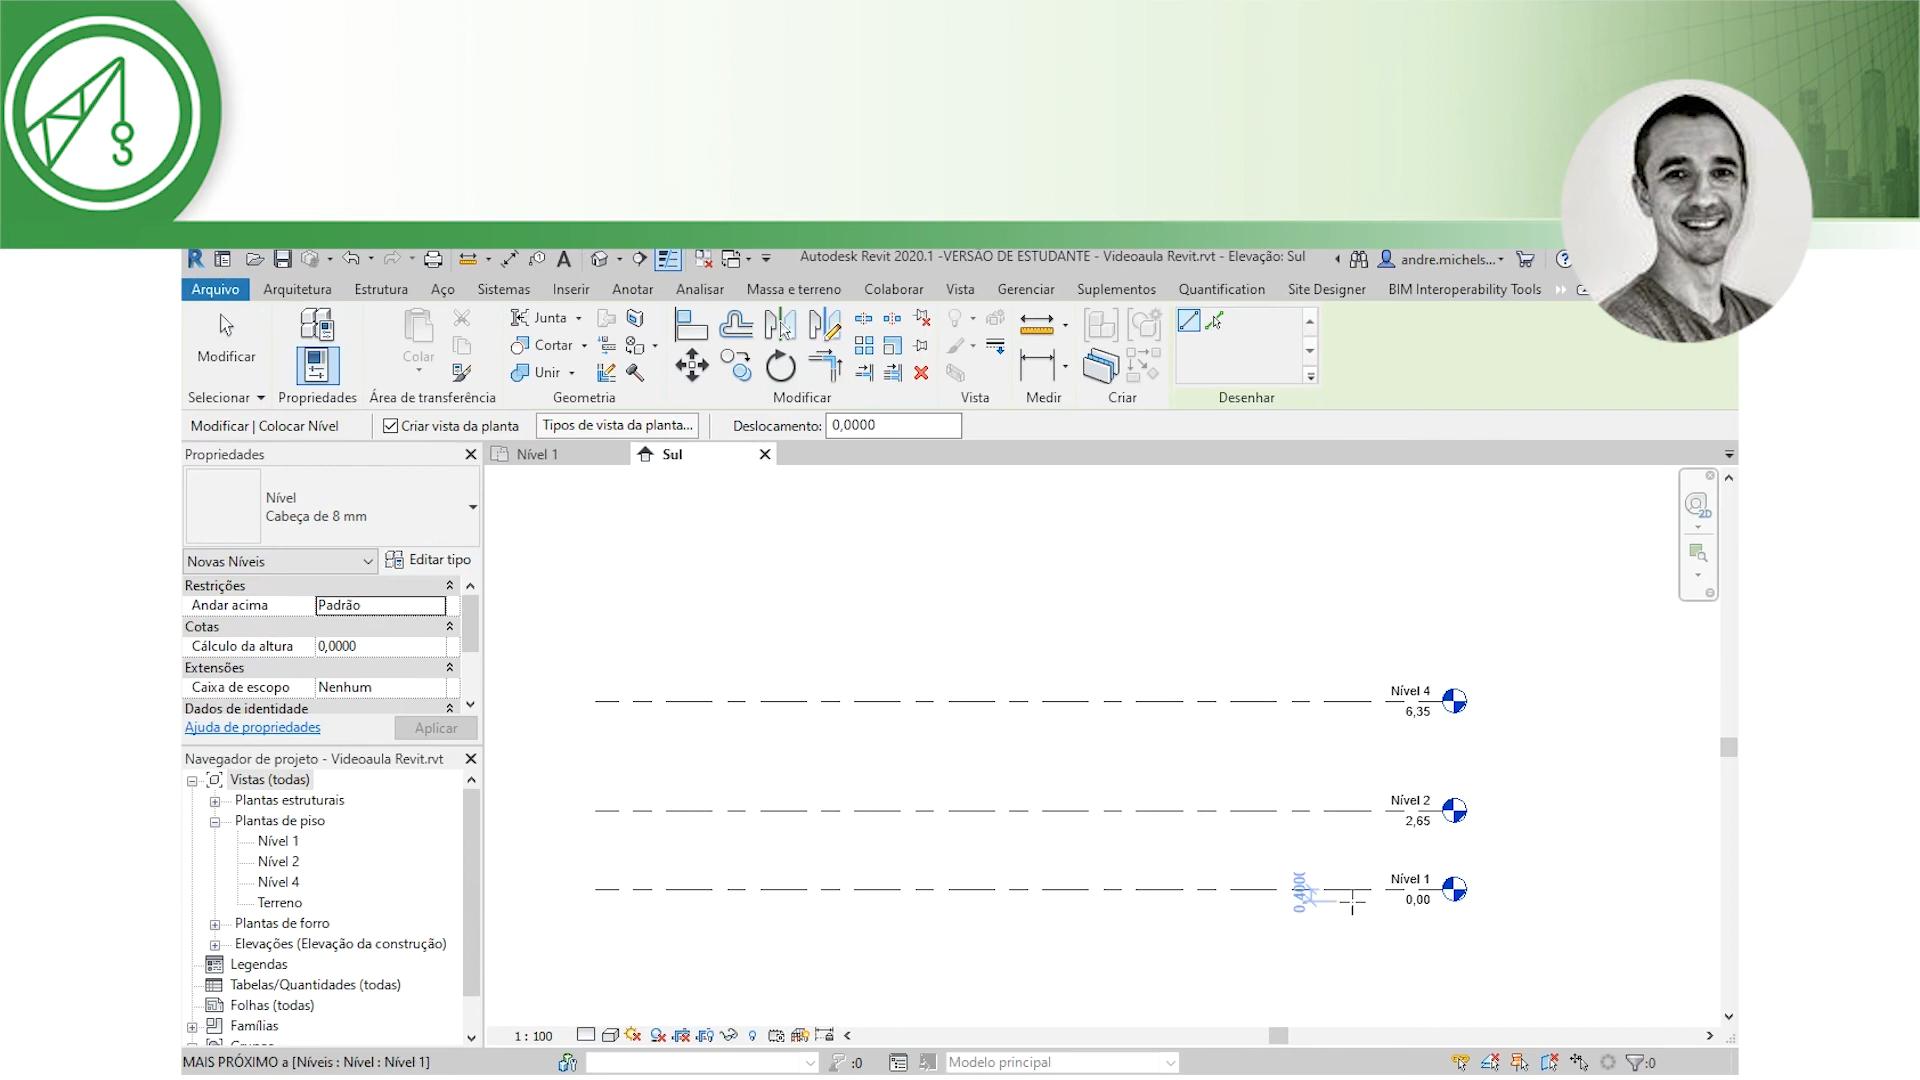 Autodesk Revit 2020.1 -VERSÃO DE ESTUDANTE - Videoaula Revit.rvt - Elevação: Sul
andre.michels...
Arquivo Arquitetura Estrutura Aço Sistemas Inserir Anotar Analisar Massa e terreno Colaborar Vista Gerenciar Suplementos Quantification Site Designer BIM Interoperability Tools
Modificar
Colar
Junta
Cortar
Unir
Selecionar Propriedades Área de transferência Geometria Modificar Vista Medir Criar Desenhar
Modificar | Colocar Nível Criar vista da planta Tipos de vista da planta... Deslocamento: 0,0000
Propriedades
Nível 1 Sul
Nível
Cabeça de 8 mm
Novas Níveis Editar tipo
Restrições
Andar acima Padrão
Cotas
Cálculo da altura 0,0000
Extensões
Caixa de escopo Nenhum
Dados de identidade
Ajuda de propriedades Aplicar
Navegador de projeto - Videoaula Revit.rvt
Vistas (todas)
Plantas estruturais
Plantas de piso
Nível 1
Nível 2
Nível 4
Terreno
Plantas de forro
Elevações (Elevação da construção)
Legendas
Tabelas/Quantidades (todas)
Folhas (todas)
Famílias
2D
Nível 4
6,35
Nível 2
2,65
Nível 1
0,00
1 : 100
MAIS PRÓXIMO a [Níveis : Nível : Nível 1]
:0
Modelo principal
:0